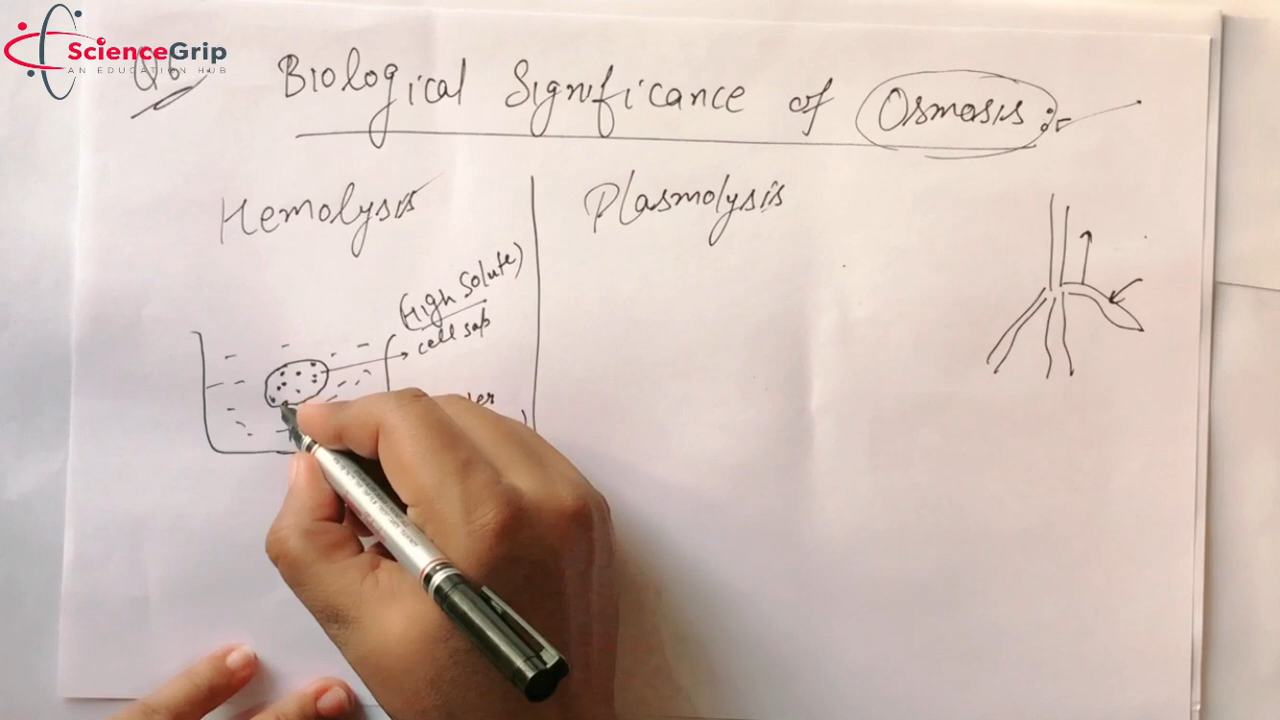 ScienceGrip
AN EDUCATION HUB
Biological Significance of Osmosis :-
Hemolysis
Plasmolysis
(High Solute)
cell sap